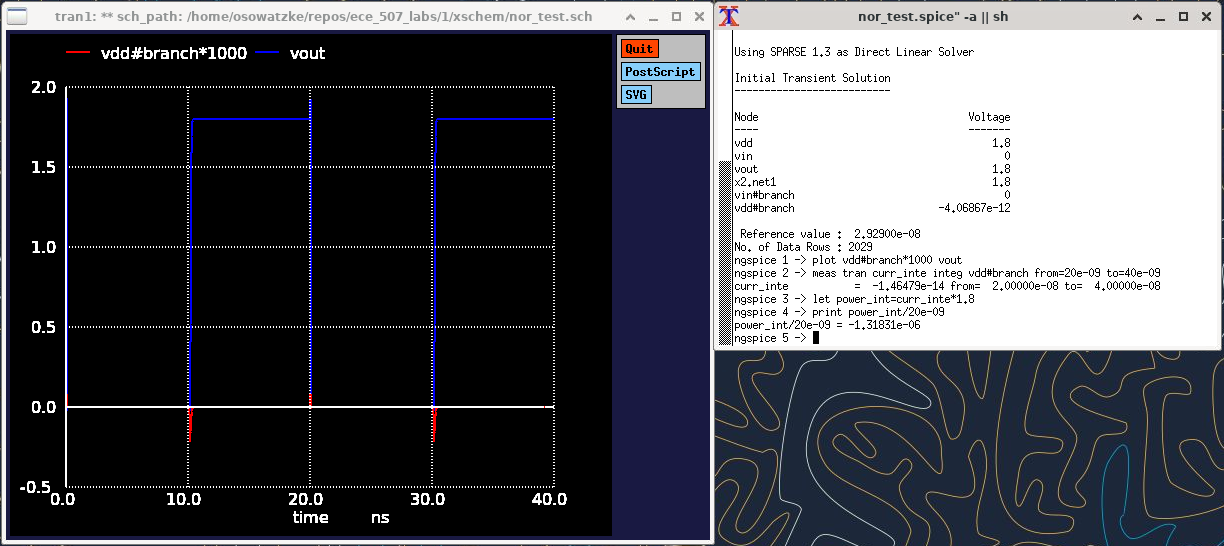 tran1: ** sch_path: /home/osowatzke/repos/ece_507_labs/1/xschem/nor_test.sch
vdd#branch*1000 vout
Quit
PostScript
SVG
2.0
1.5
1.0
0.5
0.0
-0.5
0.0 10.0 20.0 30.0 40.0
time ns
nor_test.spice" -a || sh
Using SPARSE 1.3 as Direct Linear Solver
Initial Transient Solution
--------------------------
Node Voltage
---- -------
vdd 1.8
vin 0
vout 1.8
x2.net1 1.8
vin#branch 0
vdd#branch -4.06867e-12
Reference value : 2.92900e-08
No. of Data Rows : 2029
ngspice 1 -> plot vdd#branch*1000 vout
ngspice 2 -> meas tran curr_inte integ vdd#branch from=20e-09 to=40e-09
curr_inte = -1.46479e-14 from= 2.00000e-08 to= 4.00000e-08
ngspice 3 -> let power_int=curr_inte*1.8
ngspice 4 -> print power_int/20e-09
power_int/20e-09 = -1.31831e-06
ngspice 5 ->